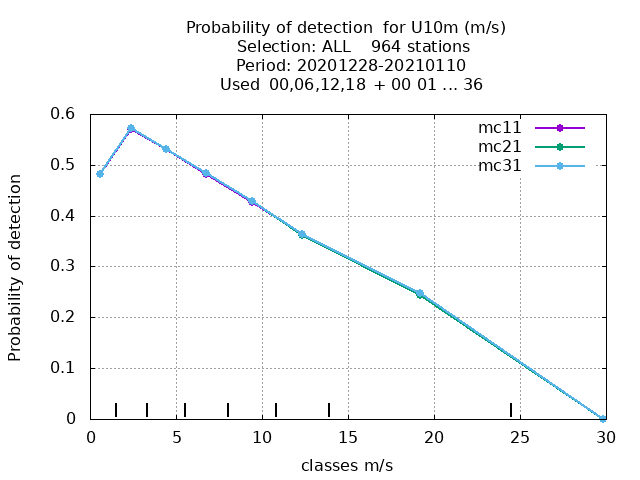 Probability of detection  for U10m (m/s)
Selection: ALL    964 stations
Period: 20201228-20210110
Used  00,06,12,18  + 00 01 ... 36
mc11
mc21
mc31
Probability of detection
0.6
0.5
0.4
0.3
0.2
0.1
0
0 5 10 15 20 25 30
classes m/s